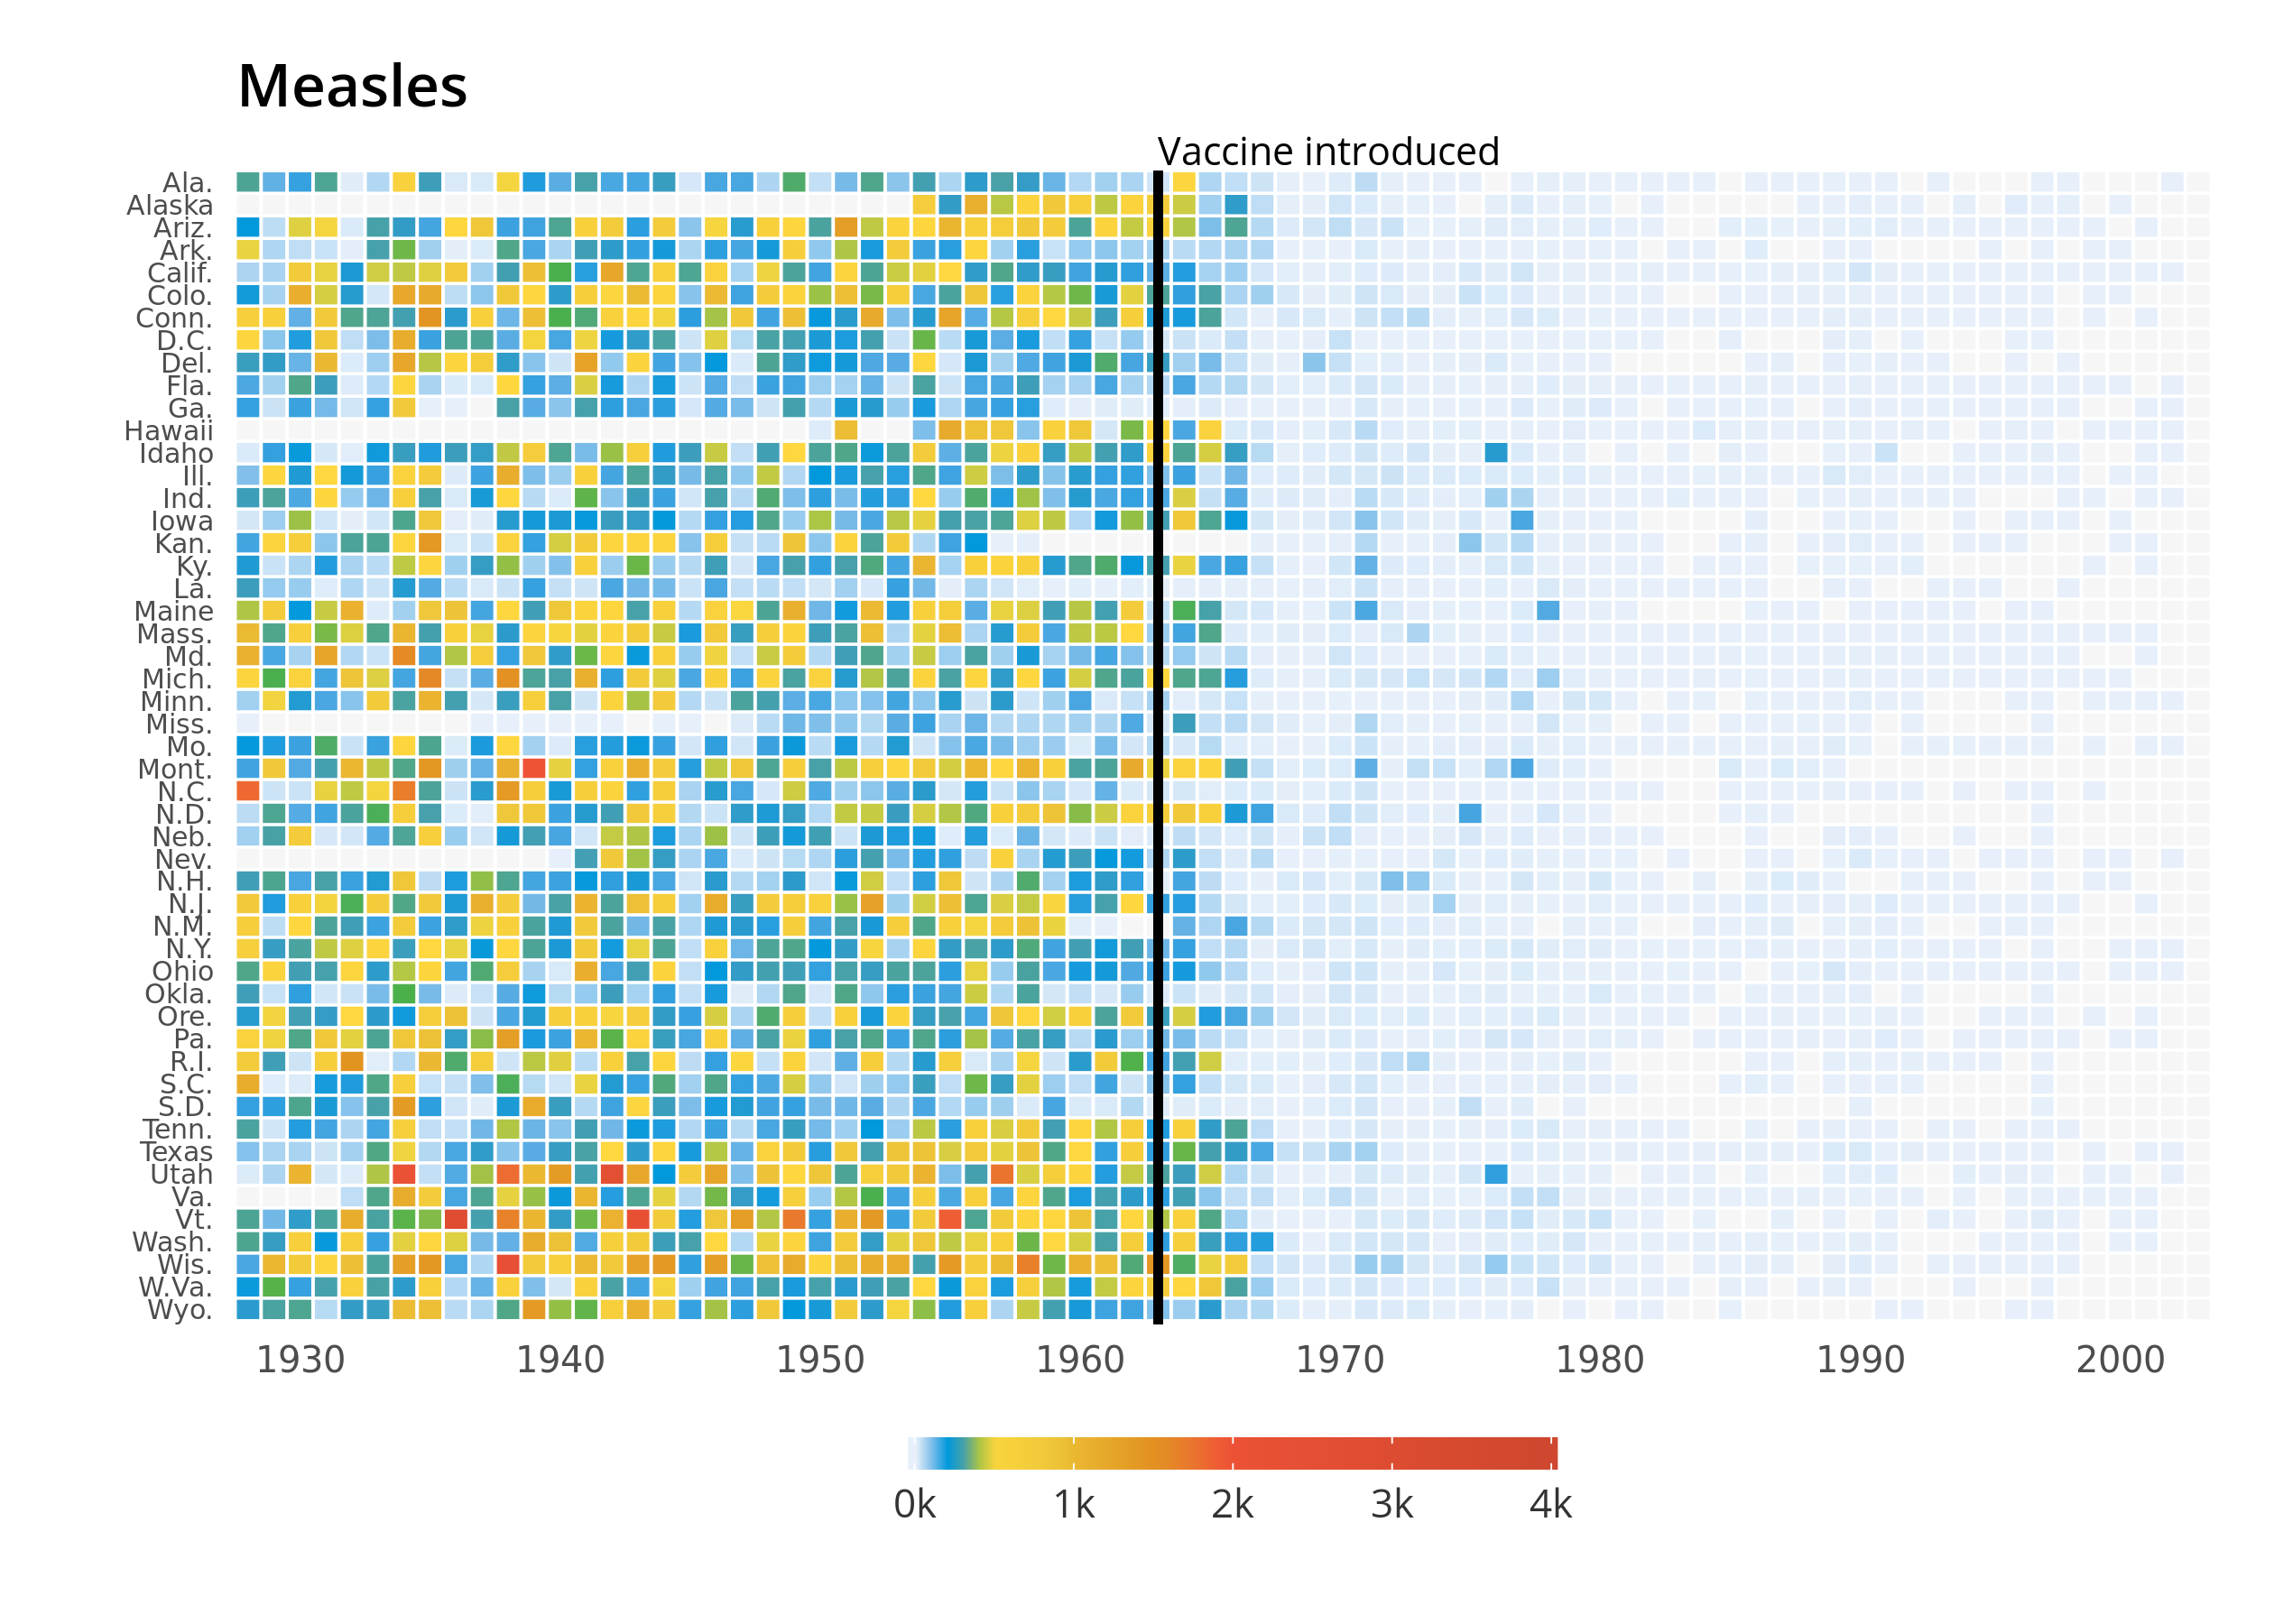 Measles
Vaccine introduced
Ala.
Alaska
Ariz.
Ark.
Calif.
Colo.
Conn.
D.C.
Del.
Fla.
Ga.
Hawaii
Idaho
Ill.
Ind.
Iowa
Kan.
Ky.
La.
Maine
Mass.
Md.
Mich.
Minn.
Miss.
Mo.
Mont.
N.C.
N.D.
Neb.
Nev.
N.H.
N.J.
N.M.
N.Y.
Ohio
Okla.
Ore.
Pa.
R.I.
S.C.
S.D.
Tenn.
Texas
Utah
Va.
Vt.
Wash.
Wis.
W.Va.
Wyo.
1930 1940 1950 1960 1970 1980 1990 2000
0k 1k 2k 3k 4k